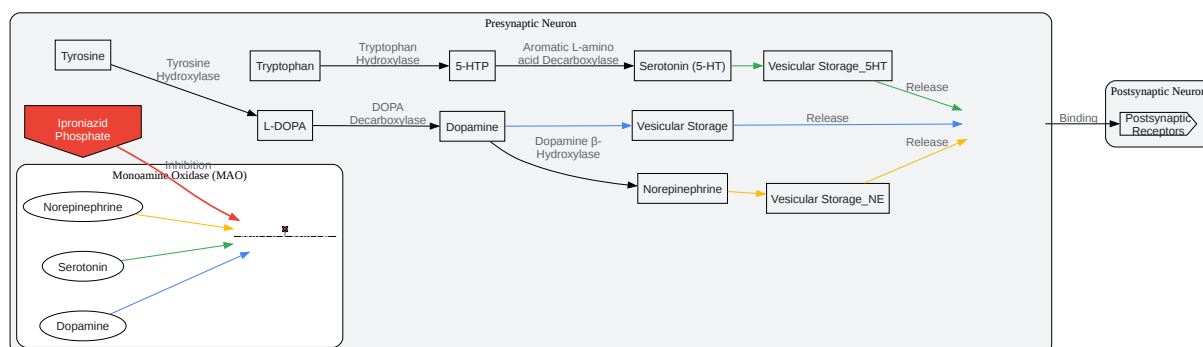 Presynaptic Neuron
Tyrosine
Tyrosine
Hydroxylase
Tryptophan
Tryptophan
Hydroxylase
5-HTP
Aromatic L-amino
acid Decarboxylase
Serotonin (5-HT)
Vesicular Storage_5HT
Release
Iproniazid
Phosphate
L-DOPA
DOPA
Decarboxylase
Dopamine
Vesicular Storage
Release
Dopamine β-
Hydroxylase
Release
Norepinephrine
Vesicular Storage_NE
Binding
Postsynaptic Neuron
Postsynaptic
Receptors
Inhibition
Monoamine Oxidase (MAO)
Norepinephrine
Serotonin
Dopamine